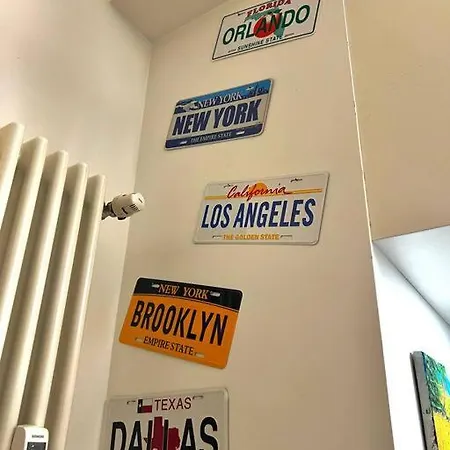 FLORIDA
ORLANDO
SUNSHINE STATE
NEW YORK
NEW YORK
THE EMPIRE STATE
California
LOS ANGELES
THE GOLDEN STATE
NEW YORK
BROOKLYN
EMPIRE STATE
TEXAS
DALLAS